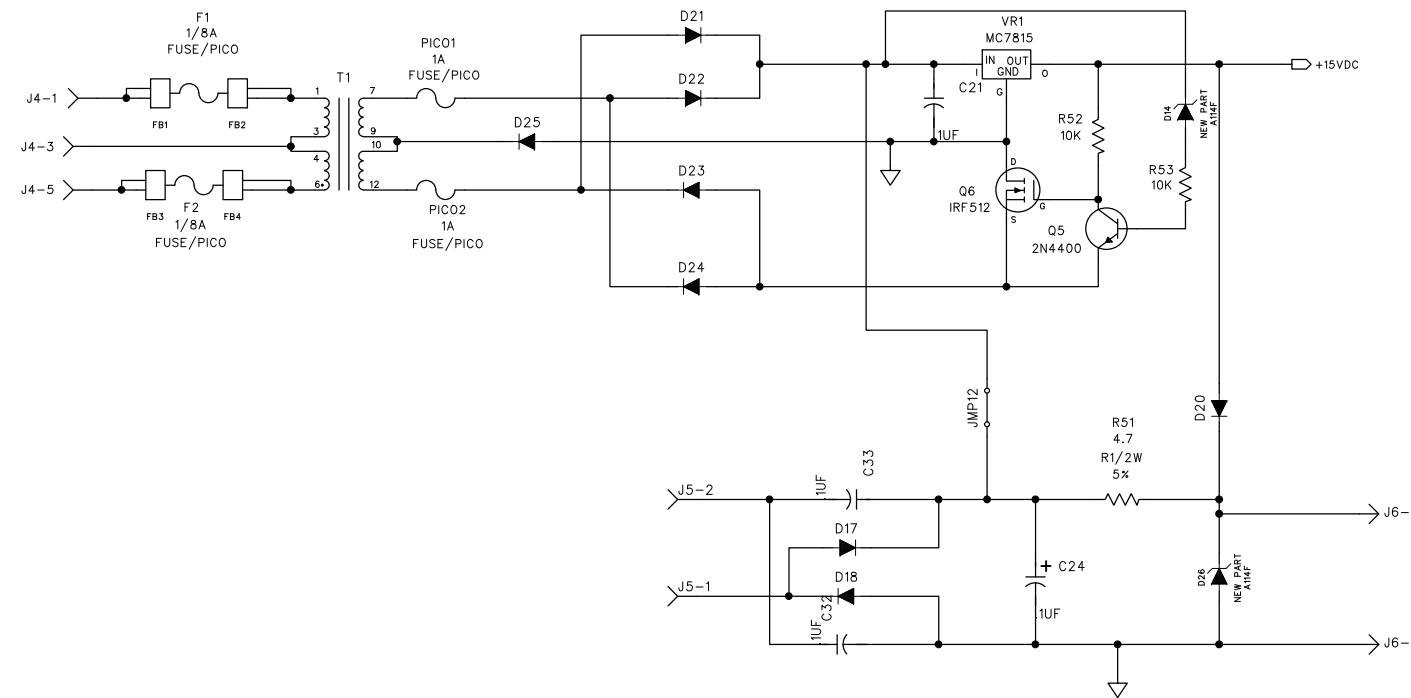 F1
1/8A
FUSE/PICO
J4-1
FB1
FB2
J4-3
J4-5
FB3
F2
FB4
1/8A
FUSE/PICO
T1
1
3
4
6
7
9
10
12
PICO1
1A
FUSE/PICO
PICO2
1A
FUSE/PICO
D21
D22
D25
D23
D24
VR1
MC7815
IN OUT
GND
I
O
G
C21
.1UF
+15VDC
R52
10K
D14
NEW PART
A114F
R53
10K
D
Q6
IRF512
G
S
Q5
2N4400
JMP12
D20
R51
4.7
R1/2W
5%
J5-2
.1UF
C33
D17
J5-1
D18
C32
.1UF
+ C24
.1UF
D26
NEW PART
A114F
J6-
J6-